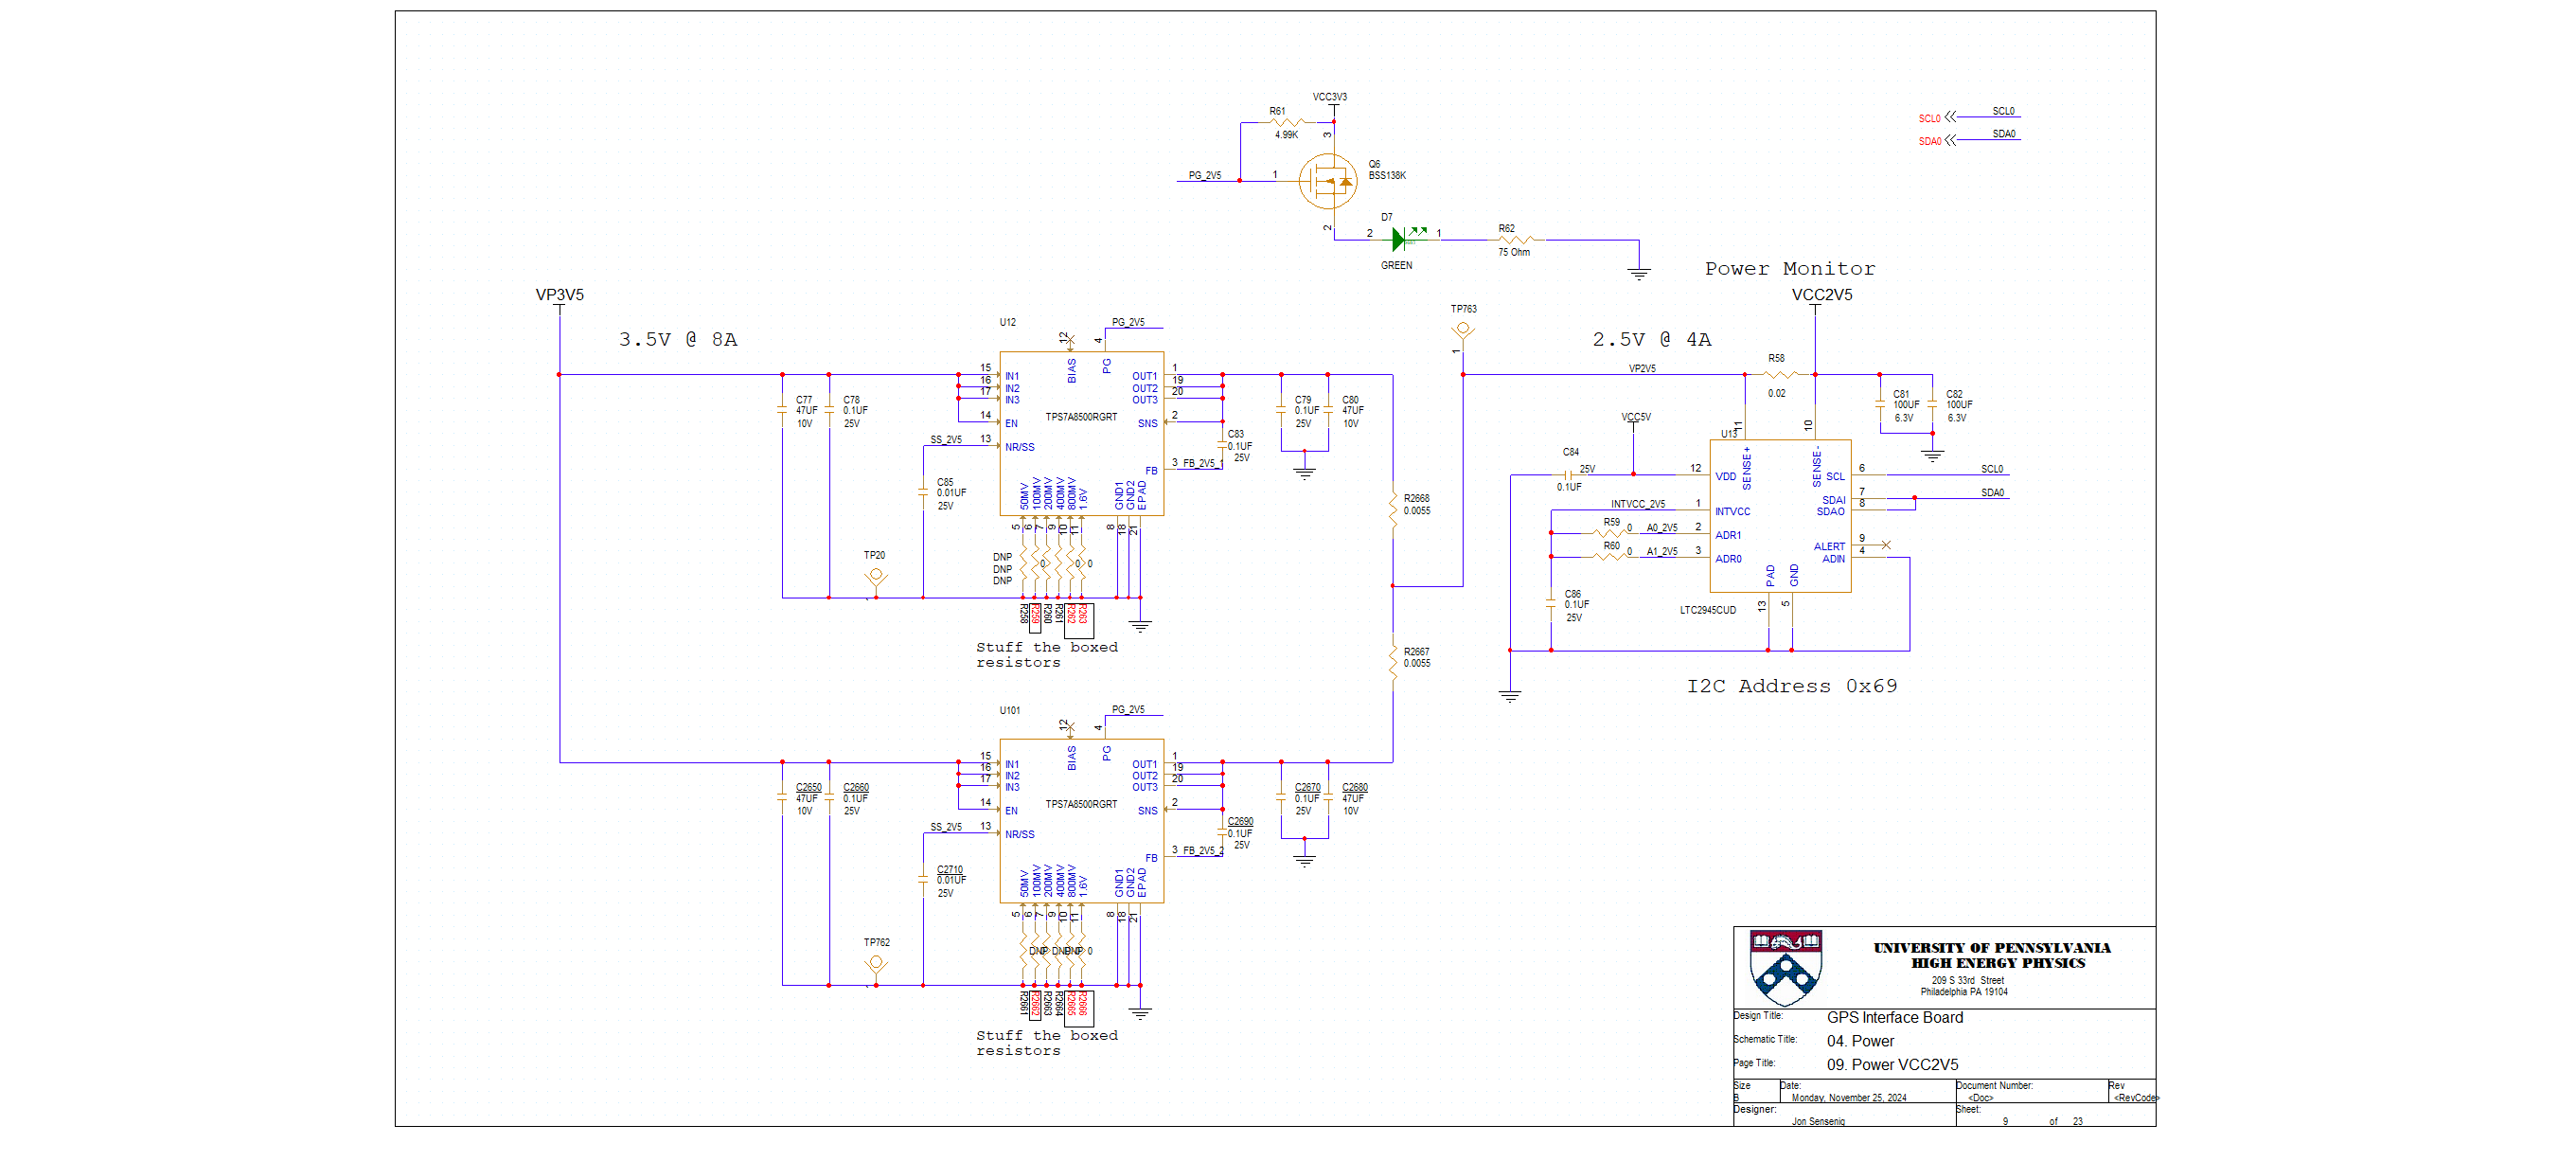 VCC3V3
R61
4.99K
3
Q6
BSS138K
PG_2V5
1
2
D7
2
1
GREEN
R62
75 Ohm
SCL0
SCL0
SDA0
SDA0
Power Monitor
VCC2V5
VP3V5
3.5V @ 8A
U12
12
4
PG_2V5
BIAS
PG
15
IN1
16
IN2
17
IN3
14
EN
SS_2V5
13
NR/SS
TPS7A8500RGRT
OUT1
1
OUT2
19
OUT3
20
SNS
2
FB
3
FB_2V5_1
C77
47UF
10V
C78
0.1UF
25V
C79
0.1UF
25V
C80
47UF
10V
C83
0.1UF
25V
C85
0.01UF
25V
50MV
100MV
200MV
400MV
800MV
1.6V
GND1
GND2
EPAD
5
6
7
9
10
11
8
18
21
DNP
DNP
DNP
0
0
0
TP20
R258
R259
R260
R261
R262
R263
Stuff the boxed
resistors
TP763
1
2.5V @ 4A
VP2V5
R58
0.02
C81
100UF
6.3V
C82
100UF
6.3V
VCC5V
U13
11
10
C84
25V
0.1UF
12
VDD
SENSE+
SENSE-
SCL
6
SCL0
SDAI
7
SDA0
SDAO
8
INTVCC_2V5
1
INTVCC
R59
0
A0_2V5
2
ADR1
R60
0
A1_2V5
3
ADR0
ALERT
9
ADIN
4
PAD
GND
13
5
LTC2945CUD
C86
0.1UF
25V
I2C Address 0x69
R2668
0.0055
R2667
0.0055
U101
12
4
PG_2V5
BIAS
PG
15
IN1
16
IN2
17
IN3
14
EN
SS_2V5
13
NR/SS
TPS7A8500RGRT
OUT1
1
OUT2
19
OUT3
20
SNS
2
FB
3
FB_2V5_2
C2650
47UF
10V
C2660
0.1UF
25V
C2670
0.1UF
25V
C2680
47UF
10V
C2690
0.1UF
25V
C2710
0.01UF
25V
50MV
100MV
200MV
400MV
800MV
1.6V
GND1
GND2
EPAD
5
6
7
9
10
11
8
18
21
DNP
DNP
DNP
0
TP762
R2661
R2662
R2663
R2664
R2665
R2666
Stuff the boxed
resistors
UNIVERSITY OF PENNSYLVANIA
HIGH ENERGY PHYSICS
209 S 33rd Street
Philadelphia PA 19104
Design Title: GPS Interface Board
Schematic Title: 04. Power
Page Title: 09. Power VCC2V5
Size
B
Date:
Monday, November 25, 2024
Document Number:
<Doc>
Rev
<RevCode>
Designer:
Jon Sensenig
Sheet:
9 of 23